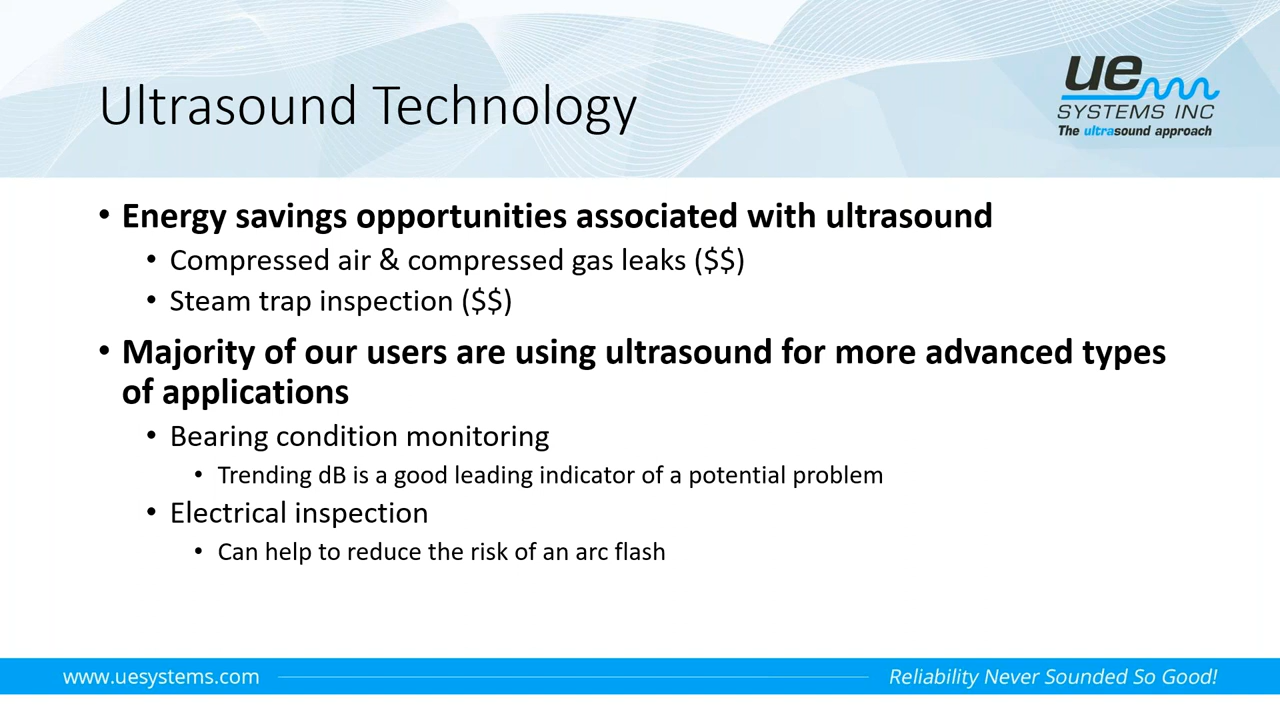 Ultrasound Technology
ue
SYSTEMS INC
The ultrasound approach
• Energy savings opportunities associated with ultrasound
• Compressed air & compressed gas leaks ($$)
• Steam trap inspection ($$)
• Majority of our users are using ultrasound for more advanced types
of applications
• Bearing condition monitoring
• Trending dB is a good leading indicator of a potential problem
• Electrical inspection
• Can help to reduce the risk of an arc flash
www.uesystems.com
Reliability Never Sounded So Good!